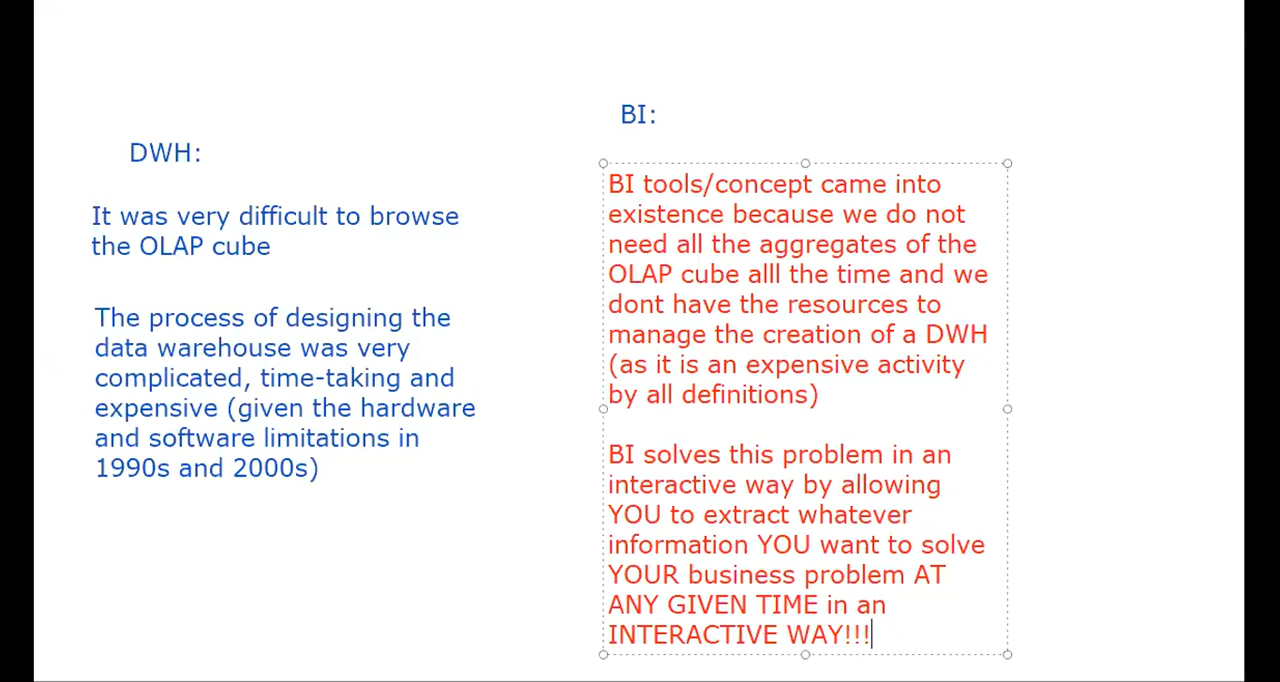 DWH:
It was very difficult to browse
the OLAP cube
The process of designing the
data warehouse was very
complicated, time-taking and
expensive (given the hardware
and software limitations in
1990s and 2000s)
BI:
BI tools/concept came into
existence because we do not
need all the aggregates of the
OLAP cube alll the time and we
dont have the resources to
manage the creation of a DWH
(as it is an expensive activity
by all definitions)
BI solves this problem in an
interactive way by allowing
YOU to extract whatever
information YOU want to solve
YOUR business problem AT
ANY GIVEN TIME in an
INTERACTIVE WAY!!!